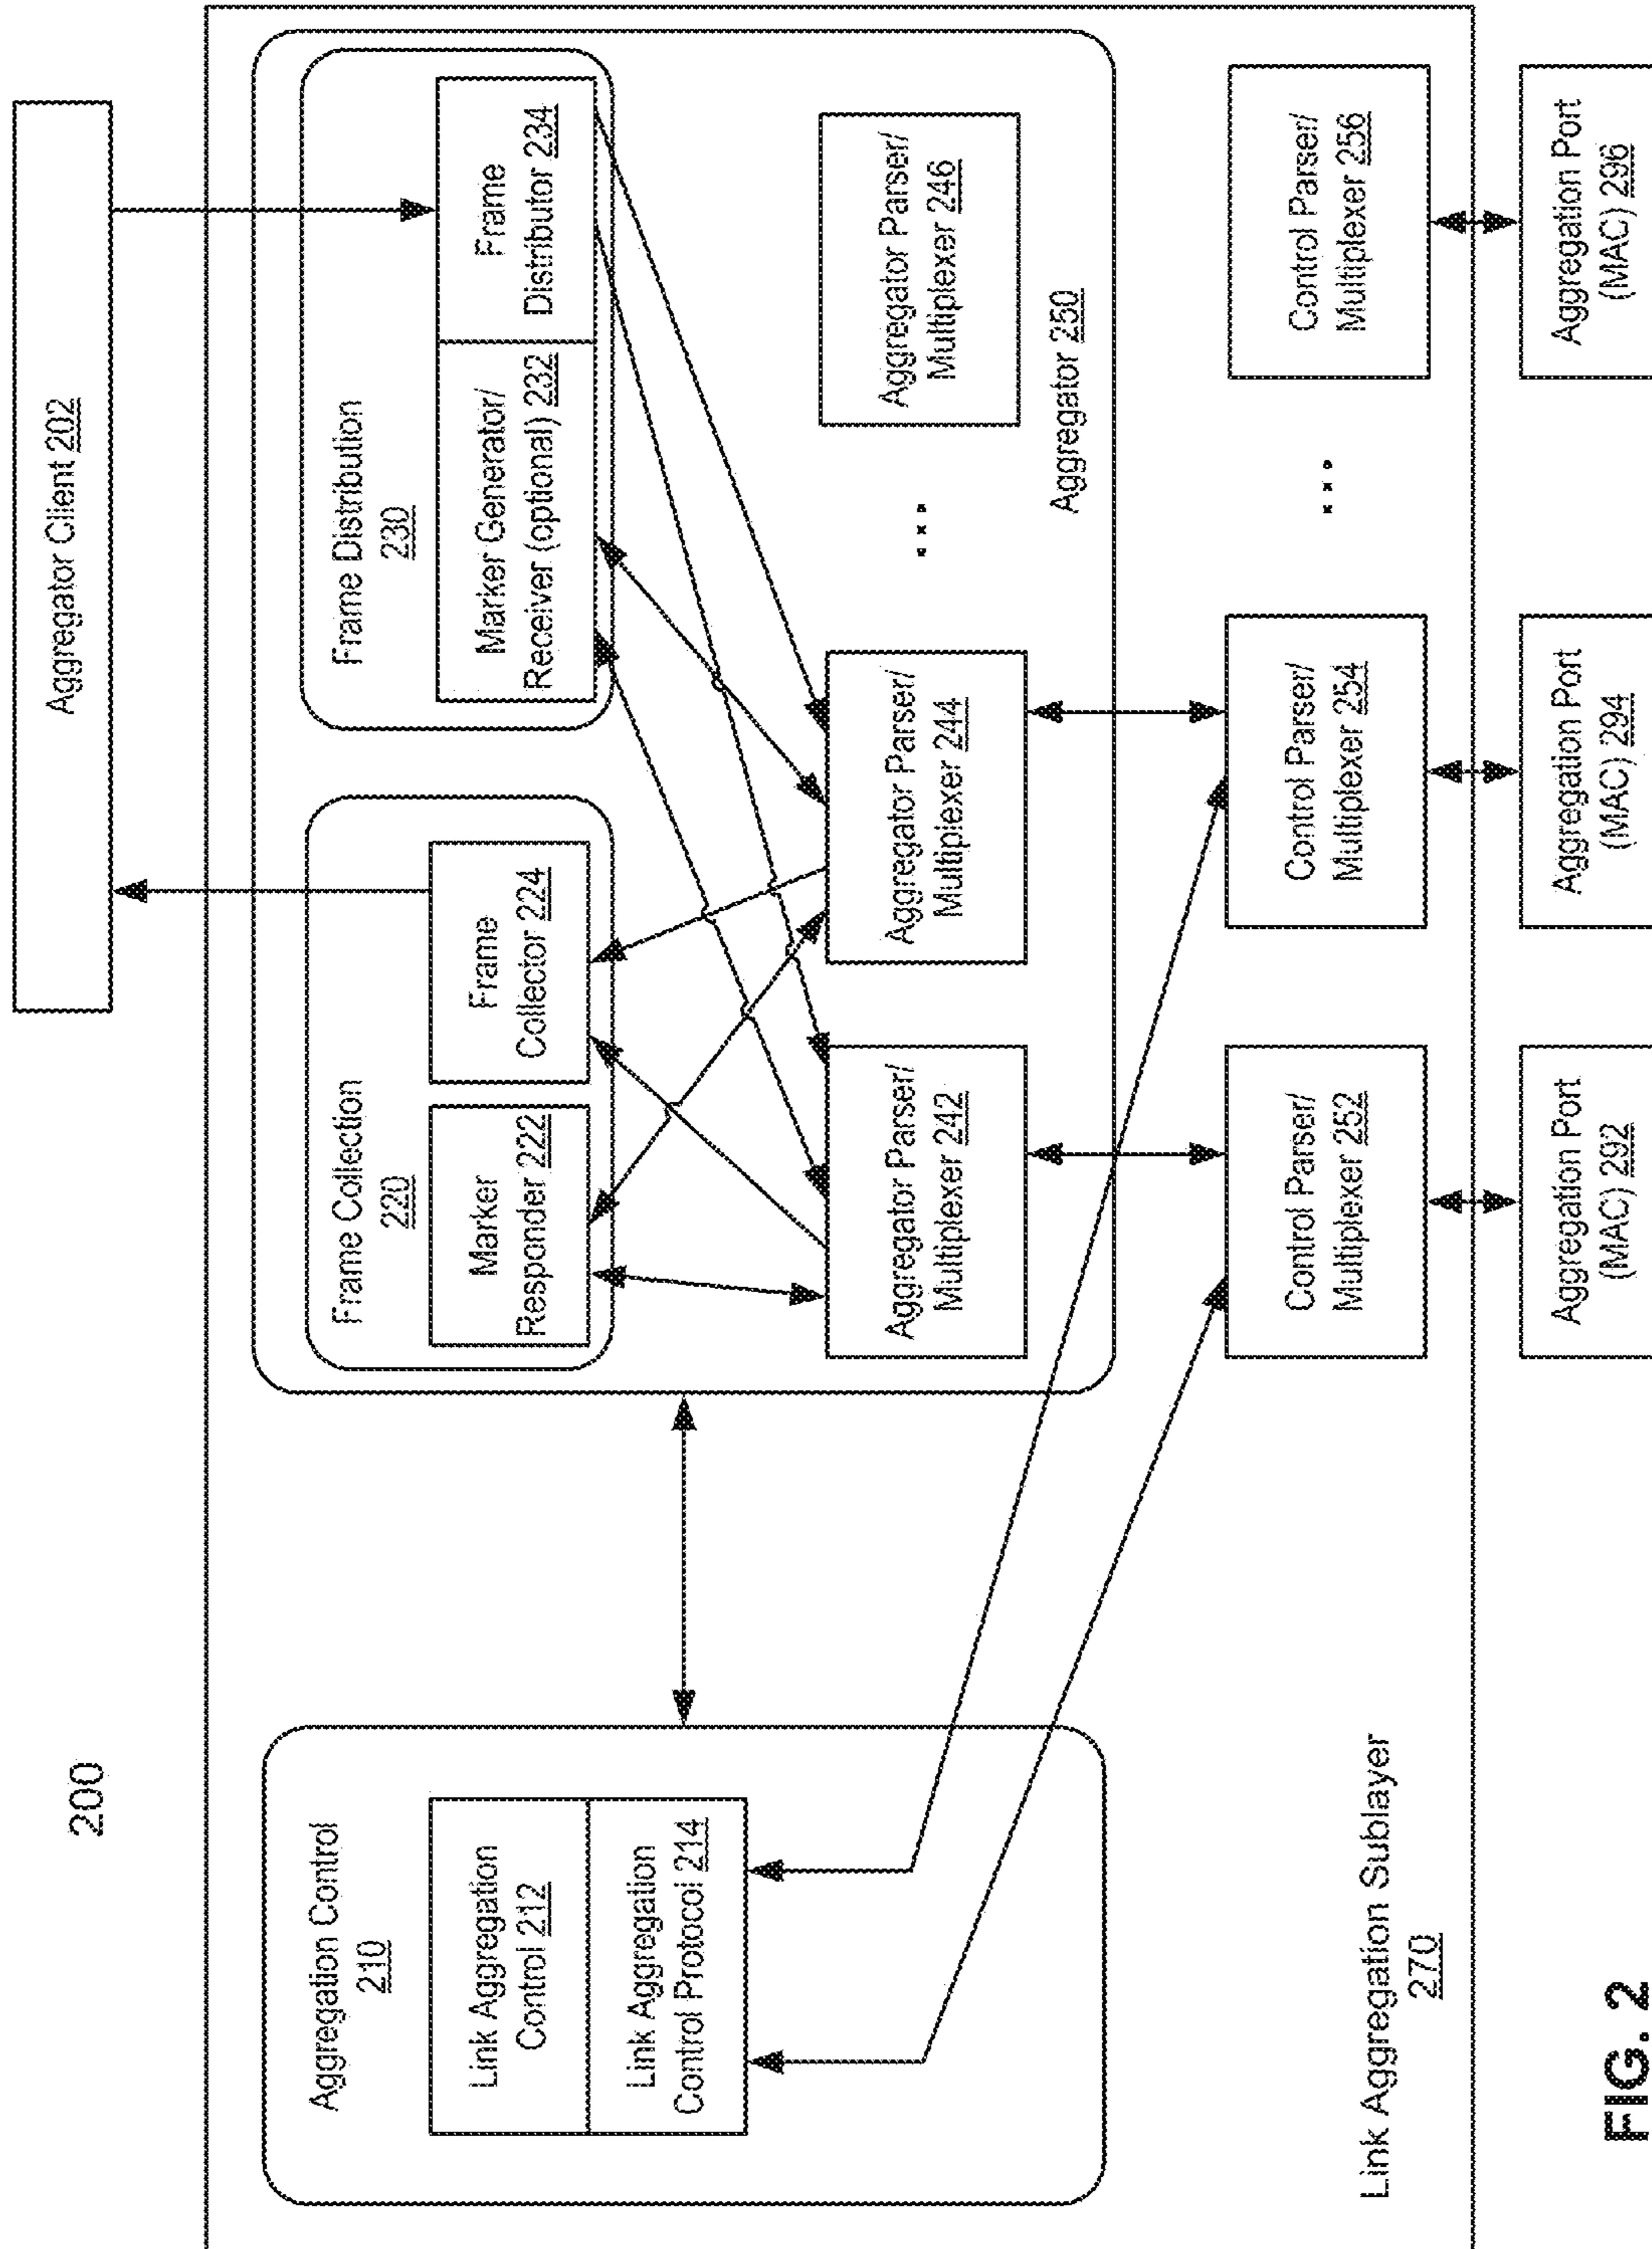 200
Aggregator Client 202
Aggregation Control
210
Link Aggregation
Control 212
Link Aggregation
Control Protocol 214
Frame Collection
220
Marker
Responder 222
Frame
Collector 224
Frame Distribution
230
Marker Generator/
Receiver (optional) 232
Frame
Distributor 234
Aggregator Parser/
Multiplexer 242
Aggregator Parser/
Multiplexer 244
...
Aggregator Parser/
Multiplexer 246
Aggregator 250
Control Parser/
Multiplexer 252
Control Parser/
Multiplexer 254
...
Control Parser/
Multiplexer 256
Link Aggregation Sublayer
270
Aggregation Port
(MAC) 292
Aggregation Port
(MAC) 294
Aggregation Port
(MAC) 296
FIG. 2